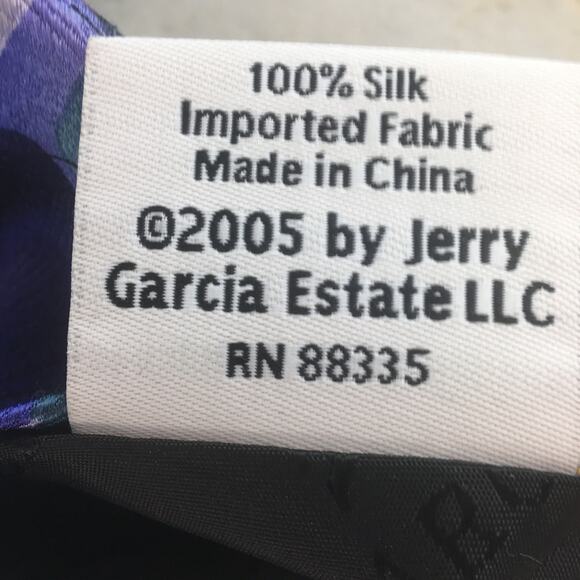 100% Silk
Imported Fabric
Made in China
©2005 by Jerry
Garcia Estate LLC
RN 88335